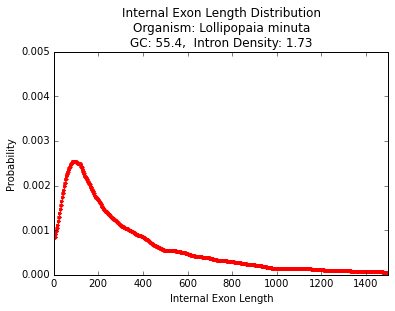 Internal Exon Length Distribution
Organism: Lollipopaia minuta
GC: 55.4,  Intron Density: 1.73
0.005
0.004
0.003
0.002
0.001
0.000
Probability
0
200
400
600
800
1000
1200
1400
Internal Exon Length